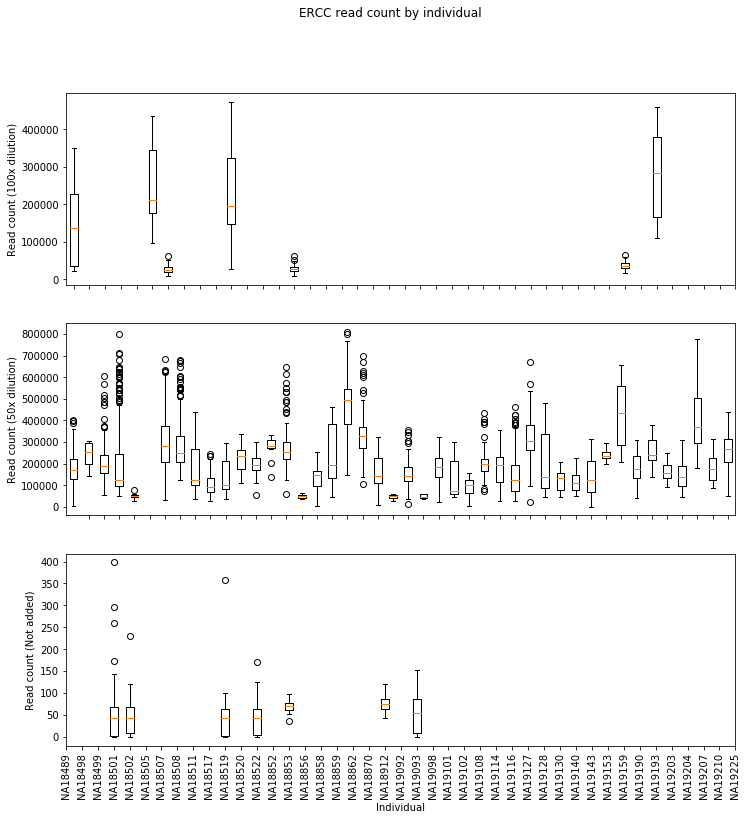 ERCC read count by individual
Read count (100x dilution)
400000
300000
200000
100000
0
Read count (50x dilution)
800000
700000
600000
500000
400000
300000
200000
100000
0
Read count (Not added)
400
350
300
250
200
150
100
50
0
NA18489
NA18498
NA18499
NA18501
NA18502
NA18505
NA18507
NA18508
NA18511
NA18517
NA18519
NA18520
NA18522
NA18852
NA18853
NA18856
NA18858
NA18859
NA18862
NA18870
NA18912
NA19092
NA19093
NA19098
NA19101
NA19102
NA19108
NA19114
NA19116
NA19127
NA19128
NA19130
NA19140
NA19143
NA19153
NA19159
NA19190
NA19193
NA19203
NA19204
NA19207
NA19210
NA19225
Individual